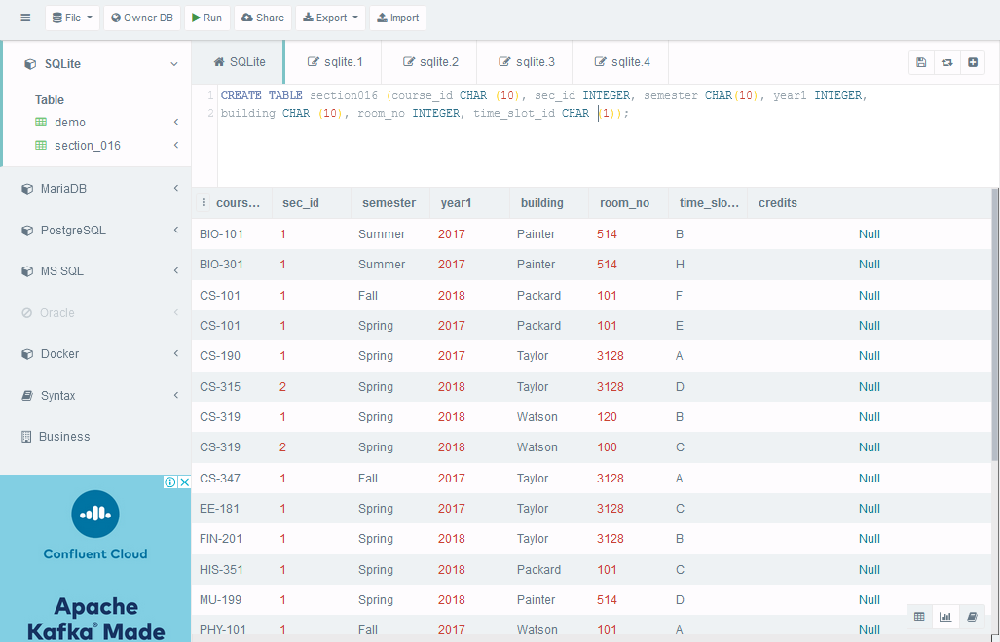 File Owner DB Run Share Export Import
SQLite
Table
demo
section_016
MariaDB
PostgreSQL
MS SQL
Oracle
Docker
Syntax
Business
Confluent Cloud
Apache
Kafka® Made
SQLite sqlite.1 sqlite.2 sqlite.3 sqlite.4
1 CREATE TABLE section016 (course_id CHAR (10), sec_id INTEGER, semester CHAR(10), year1 INTEGER,
2 building CHAR (10), room_no INTEGER, time_slot_id CHAR (1));
cours... sec_id semester year1 building room_no time_slo... credits
BIO-101 1 Summer 2017 Painter 514 B Null
BIO-301 1 Summer 2017 Painter 514 H Null
CS-101 1 Fall 2018 Packard 101 F Null
CS-101 1 Spring 2017 Packard 101 E Null
CS-190 1 Spring 2017 Taylor 3128 A Null
CS-315 2 Spring 2018 Taylor 3128 D Null
CS-319 1 Spring 2018 Watson 120 B Null
CS-319 2 Spring 2018 Watson 100 C Null
CS-347 1 Fall 2017 Taylor 3128 A Null
EE-181 1 Spring 2017 Taylor 3128 C Null
FIN-201 1 Spring 2018 Taylor 3128 B Null
HIS-351 1 Spring 2018 Packard 101 C Null
MU-199 1 Spring 2018 Painter 514 D Null
PHY-101 1 Fall 2017 Watson 101 A Null